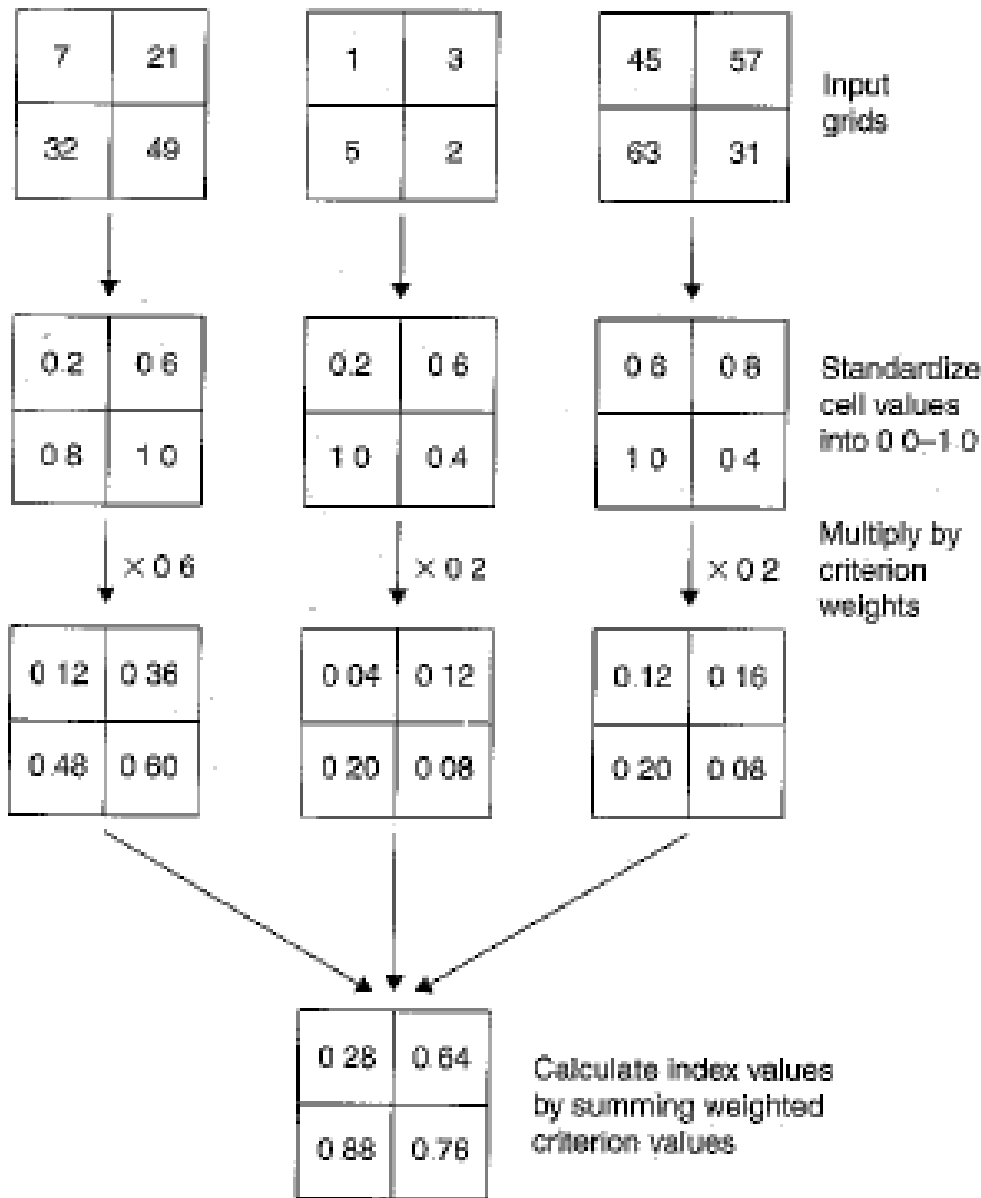 7 21 1 3 45 57
Input
grids
32 49 5 2 63 31
0.2 0 6 0.2 0 6 0 6 0 8
Standardize
cell values
into 0 0–1 0
0 8 1 0 1 0 0.4 1 0 0 4
Multiply by
criterion
weights
× 0 6 × 0 2 × 0 2
0 12 0 36 0 04 0 12 0.12 0 16
0 48 0 60 0 20 0 08 0 20 0 08
0 28 0 64
0 88 0 76
Calculate index values
by summing weighted
criterion values